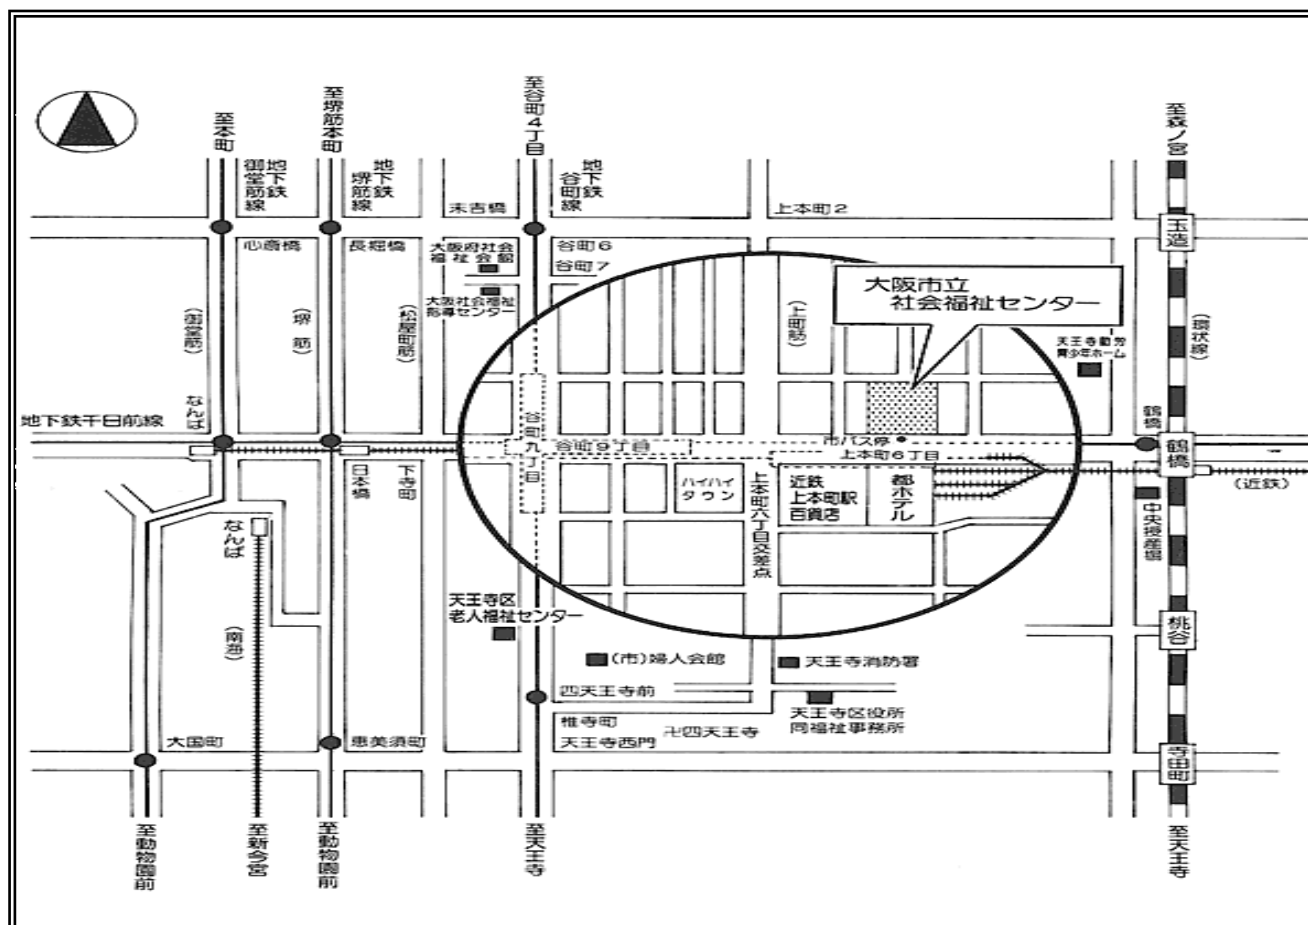 至本町
至堺筋本町
至谷町4丁目
至森ノ宮
地下鉄
御堂筋線
地下鉄
堺筋線
地下鉄
谷町線
末吉橋
上本町2
心斎橋
長堀橋
谷町6
谷町7
玉造
大阪府社会
福祉会館
大阪社会福祉
指導センター
大阪市立
社会福祉センター
(御堂筋)
(堺筋)
(松屋町筋)
(上町筋)
(環状線)
天王寺勤労
青少年ホーム
地下鉄千日前線
なんば
谷町九丁目
谷町9丁目
市バス停
上本町6丁目
鶴橋
鶴橋
(近鉄)
日本橋
下寺町
ハイハイ
タウン
上本町六丁目交差点
近鉄
上本町駅
百貨店
都ホテル
中央授産場
なんば
(南海)
天王寺区
老人福祉センター
桃谷
(市)婦人会館
天王寺消防署
四天王寺前
天王寺区役所
同福祉事務所
椎寺町
卍四天王寺
天王寺西門
大国町
恵美須町
寺田町
至動物園前
至新今宮
至動物園前
至天王寺
至天王寺